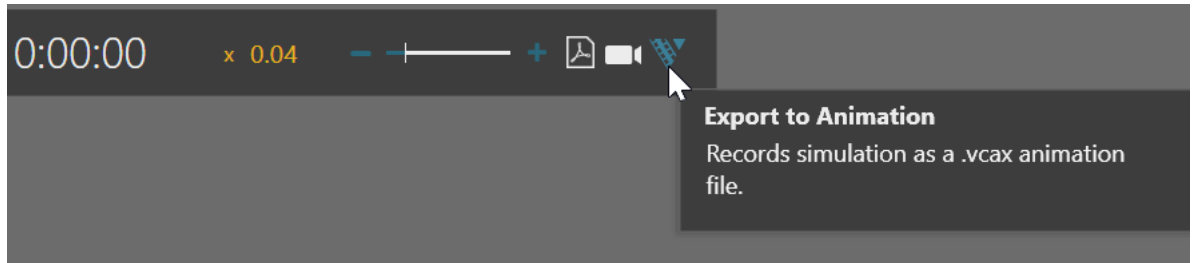 0:00:00 x 0.04
Export to Animation
Records simulation as a .vcax animation
file.